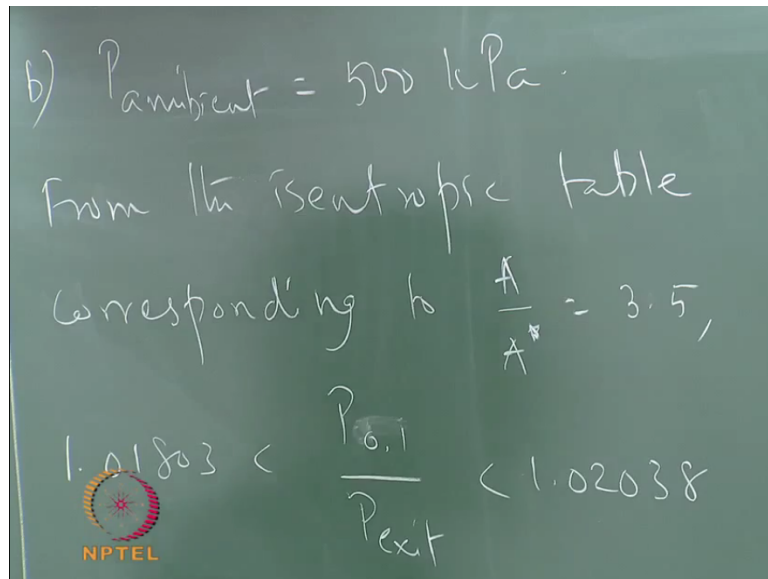 b) P_ambient = 500 kPa.
From the isentropic table
corresponding to A/A* = 3.5,
1.01803 < P_0,1/P_exit < 1.02038
NPTEL